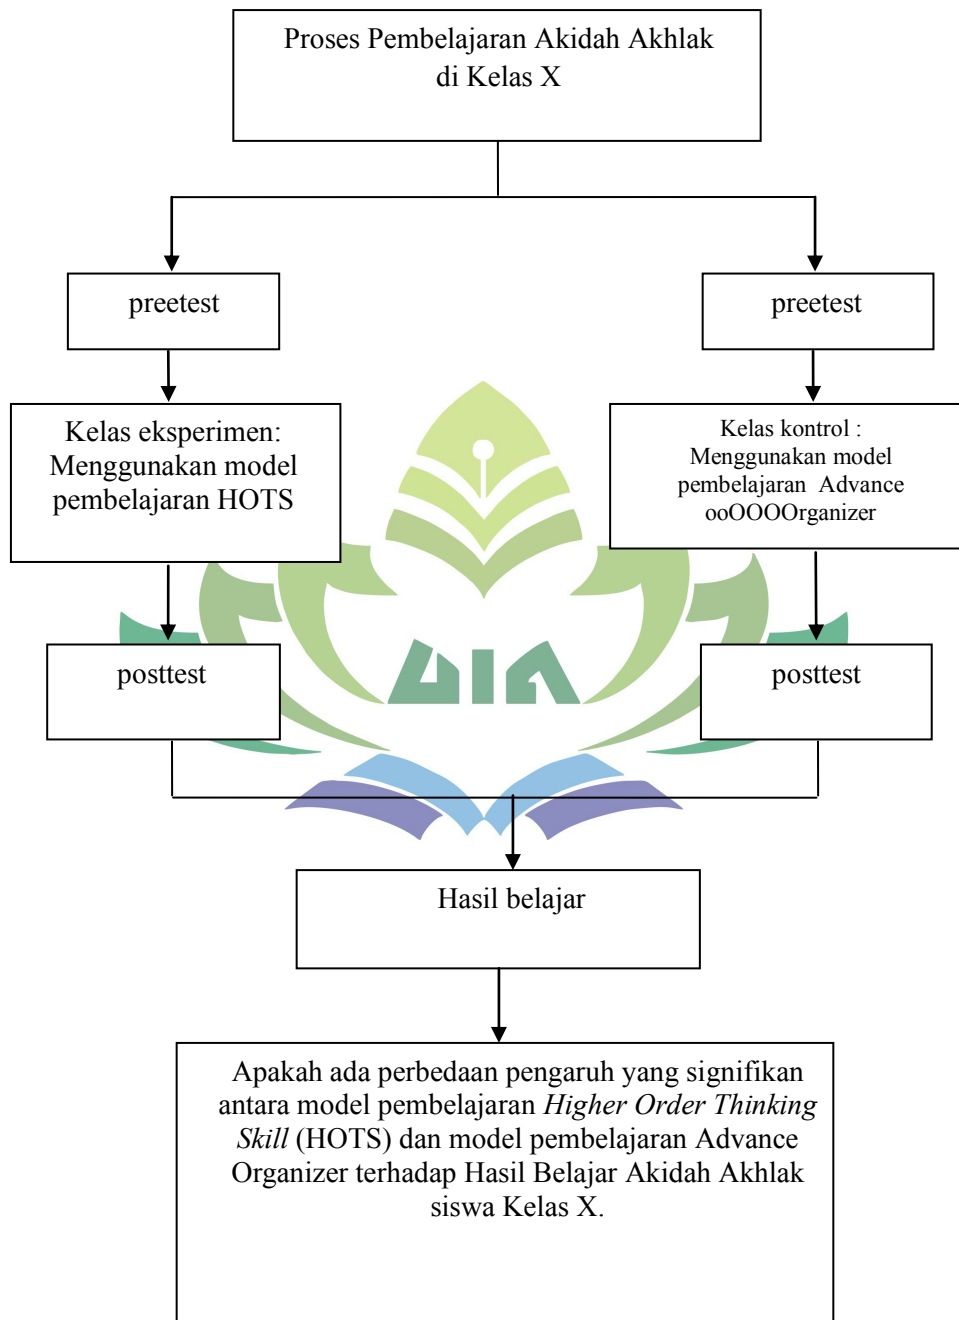 Proses Pembelajaran Akidah Akhlak
di Kelas X
preetest
preetest
Kelas eksperimen:
Menggunakan model
pembelajaran HOTS
Kelas kontrol :
Menggunakan model
pembelajaran Advance
ooOOOOrganizer
posttest
posttest
UIN
Hasil belajar
Apakah ada perbedaan pengaruh yang signifikan
antara model pembelajaran Higher Order Thinking
Skill (HOTS) dan model pembelajaran Advance
Organizer terhadap Hasil Belajar Akidah Akhlak
siswa Kelas X.